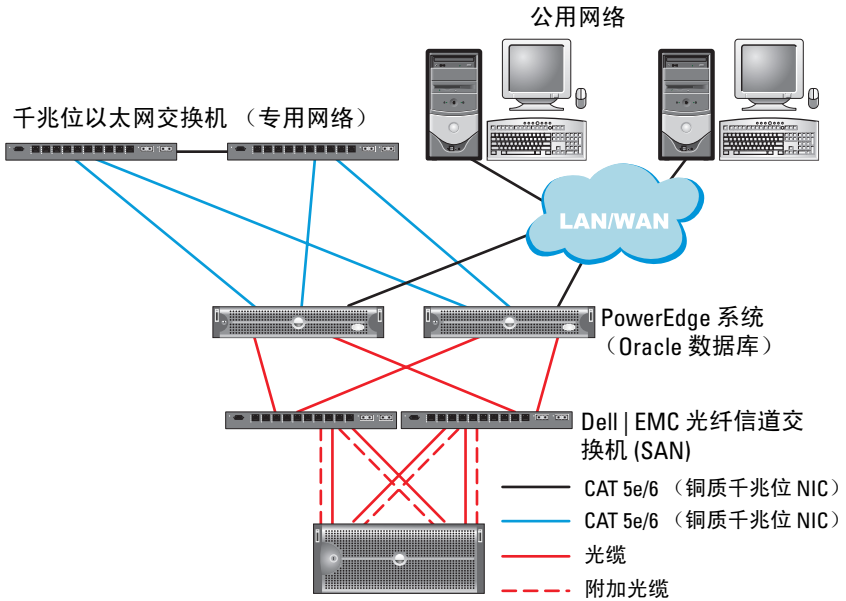 公用网络
千兆位以太网交换机 （专用网络）
LAN/WAN
PowerEdge 系统
（Oracle 数据库）
Dell | EMC 光纤信道交
换机 (SAN)
CAT 5e/6 （铜质千兆位 NIC）
CAT 5e/6 （铜质千兆位 NIC）
光缆
附加光缆